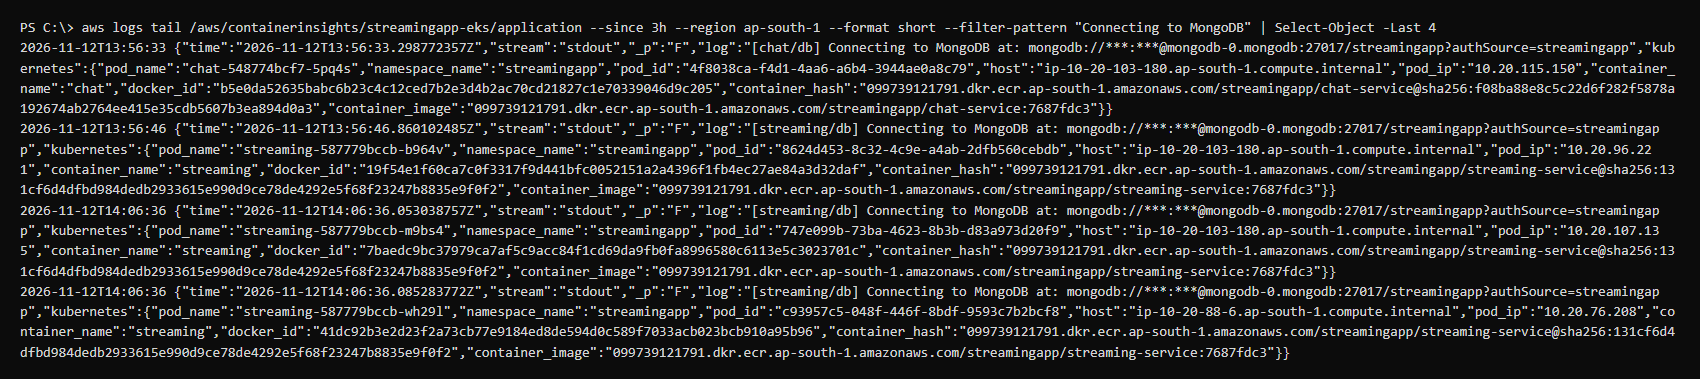 PS C:\> aws logs tail /aws/containerinsights/streamingapp-eks/application --since 3h --region ap-south-1 --format short --filter-pattern "Connecting to MongoDB" | Select-Object -Last 4
2026-11-12T13:56:33 {"time":"2026-11-12T13:56:33.298772357Z","stream":"stdout","_p":"F","log":"[chat/db] Connecting to MongoDB at: mongodb://***:***@mongodb-0.mongodb:27017/streamingapp?authSource=streamingapp","kub
ernetes":{"pod_name":"chat-548774bcf7-5pq4s","namespace_name":"streamingapp","pod_id":"4f8038ca-f4d1-4aa6-a6b4-3944ae0a8c79","host":"ip-10-20-103-180.ap-south-1.compute.internal","pod_ip":"10.20.115.150","container_
name":"chat","docker_id":"b5e0da52635babc6b23c4c12ced7b2e3d4b2ac70cd21827c1e70339046d9c205","container_hash":"099739121791.dkr.ecr.ap-south-1.amazonaws.com/streamingapp/chat-service@sha256:f08ba88e8c5c22d6f282f5878a
192674ab2764ee415e35cdb5607b3ea894d0a3","container_image":"099739121791.dkr.ecr.ap-south-1.amazonaws.com/streamingapp/chat-service:7687fdc3"}}
2026-11-12T13:56:46 {"time":"2026-11-12T13:56:46.860102485Z","stream":"stdout","_p":"F","log":"[streaming/db] Connecting to MongoDB at: mongodb://***:***@mongodb-0.mongodb:27017/streamingapp?authSource=streamingap
p","kubernetes":{"pod_name":"streaming-587779bccb-b964v","namespace_name":"streamingapp","pod_id":"8624d453-8c32-4c9e-a4ab-2dfb560cebdb","host":"ip-10-20-103-180.ap-south-1.compute.internal","pod_ip":"10.20.96.22
1","container_name":"streaming","docker_id":"19f54e1f60ca7c0f3317f9d441bfc0052151a2a4396f1fb4ec27ae84a3d32daf","container_hash":"099739121791.dkr.ecr.ap-south-1.amazonaws.com/streamingapp/streaming-service@sha256:13
1cf6d4dfbd984dedb2933615e990d9ce78de4292e5f68f23247b8835e9f0f2","container_image":"099739121791.dkr.ecr.ap-south-1.amazonaws.com/streamingapp/streaming-service:7687fdc3"}}
2026-11-12T14:06:36 {"time":"2026-11-12T14:06:36.053038757Z","stream":"stdout","_p":"F","log":"[streaming/db] Connecting to MongoDB at: mongodb://***:***@mongodb-0.mongodb:27017/streamingapp?authSource=streamingap
p","kubernetes":{"pod_name":"streaming-587779bccb-m9bs4","namespace_name":"streamingapp","pod_id":"747e099b-73ba-4623-8b3b-d83a973d20f9","host":"ip-10-20-103-180.ap-south-1.compute.internal","pod_ip":"10.20.107.13
5","container_name":"streaming","docker_id":"7baedc9bc37979ca7af5c9acc84f1cd69da9fb0fa8996580c6113e5c3023701c","container_hash":"099739121791.dkr.ecr.ap-south-1.amazonaws.com/streamingapp/streaming-service@sha256:13
1cf6d4dfbd984dedb2933615e990d9ce78de4292e5f68f23247b8835e9f0f2","container_image":"099739121791.dkr.ecr.ap-south-1.amazonaws.com/streamingapp/streaming-service:7687fdc3"}}
2026-11-12T14:06:36 {"time":"2026-11-12T14:06:36.085283772Z","stream":"stdout","_p":"F","log":"[streaming/db] Connecting to MongoDB at: mongodb://***:***@mongodb-0.mongodb:27017/streamingapp?authSource=streamingap
p","kubernetes":{"pod_name":"streaming-587779bccb-wh29l","namespace_name":"streamingapp","pod_id":"c93957c5-048f-446f-8bdf-9593c7b2bcf8","host":"ip-10-20-88-6.ap-south-1.compute.internal","pod_ip":"10.20.76.208","co
ntainer_name":"streaming","docker_id":"41dc92b3e2d23f2a73cb77e9184ed8de594d0c589f7033acb023bcb910a95b96","container_hash":"099739121791.dkr.ecr.ap-south-1.amazonaws.com/streamingapp/streaming-service@sha256:131cf6d4
dfbd984dedb2933615e990d9ce78de4292e5f68f23247b8835e9f0f2","container_image":"099739121791.dkr.ecr.ap-south-1.amazonaws.com/streamingapp/streaming-service:7687fdc3"}}